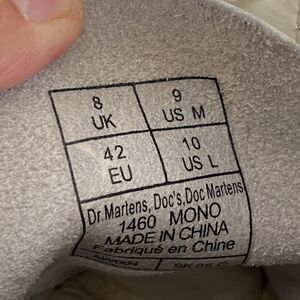 8 9
UK US M
42 10
EU US L
Dr.Martens, Doc's, Doc Martens
1460 MONO
MADE IN CHINA
Fabriqué en Chine